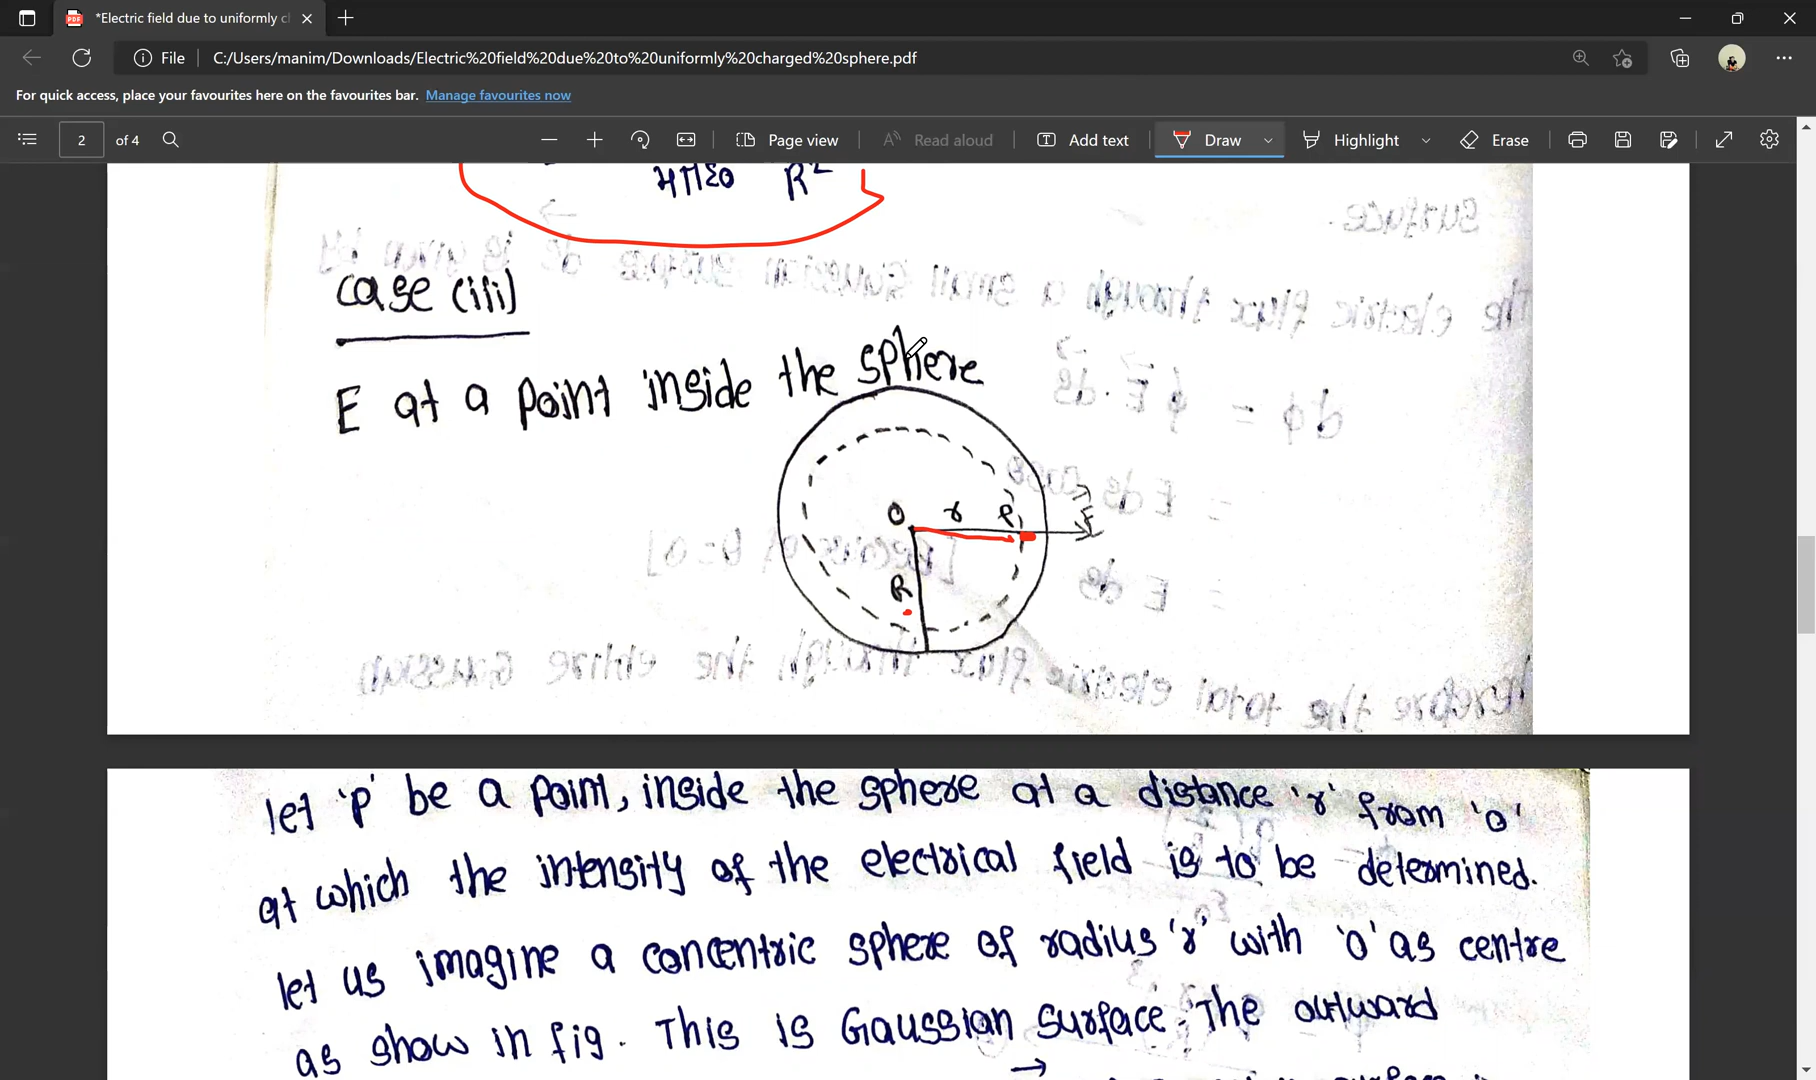 *Electric field due to uniformly cl
File C:/Users/manim/Downloads/Electric%20field%20due%20to%20uniformly%20charged%20sphere.pdf
For quick access, place your favourites here on the favourites bar. Manage favourites now
2 of 4 Page view Read aloud Add text Draw Highlight Erase
4πε0 R²
case (iii)
E at a point inside the sphere
O r P E
R
let 'p' be a point, inside the sphere at a distance 'r' from 'o'
at which the intensity of the electrical field is to be determined.
let us imagine a concentric sphere of radius 'r' with 'o' as centre
as show in fig. This is Gaussian surface. The outward